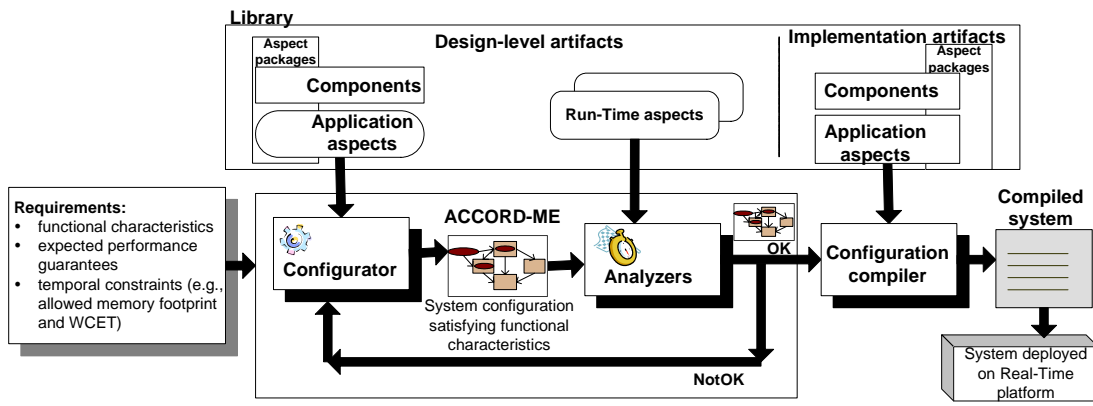 Library
Aspect
packages
Design-level artifacts
Implementation artifacts
Aspect
packages
Components
Application
aspects
Run-Time aspects
Components
Application
aspects
Requirements:
• functional characteristics
• expected performance
guarantees
• temporal constraints (e.g.,
allowed memory footprint
and WCET)
ACCORD-ME
Configurator
System configuration
satisfying functional
characteristics
Analyzers
OK
NotOK
Configuration
compiler
Compiled
system
System deployed
on Real-Time
platform